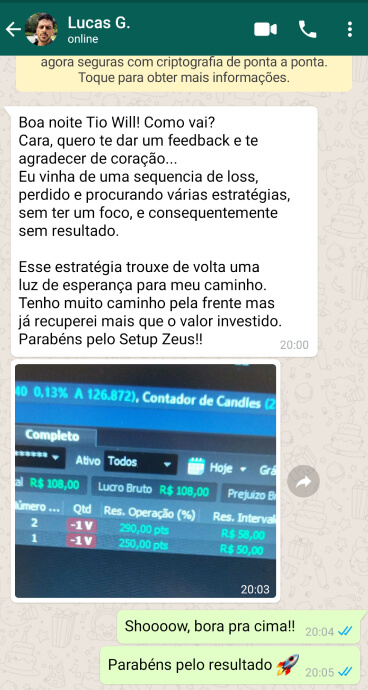 Lucas G.
online
agora seguras com criptografia de ponta a ponta.
Toque para obter mais informações.
Boa noite Tio Will! Como vai?
Cara, quero te dar um feedback e te
agradecer de coração...
Eu vinha de uma sequencia de loss,
perdido e procurando várias estratégias,
sem ter um foco, e consequentemente
sem resultado.
Esse estratégia trouxe de volta uma
luz de esperança para meu caminho.
Tenho muito caminho pela frente mas
já recuperei mais que o valor investido.
Parabéns pelo Setup Zeus!!
20:00
40 0,13% A 126.872), Contador de Candles (2
Completo
****** Ativo Todos Hoje Grá
al R$ 108,00 Lucro Bruto R$ 108,00 Prejuizo B
úmero ... Qtd Res. Operação (%) Res. Interval
2 -1 V 290,00 pts R$ 58,00
1 -1 V 250,00 pts R$ 50,00
20:03
Shoooow, bora pra cima!! 20:04
Parabéns pelo resultado 🚀 20:05